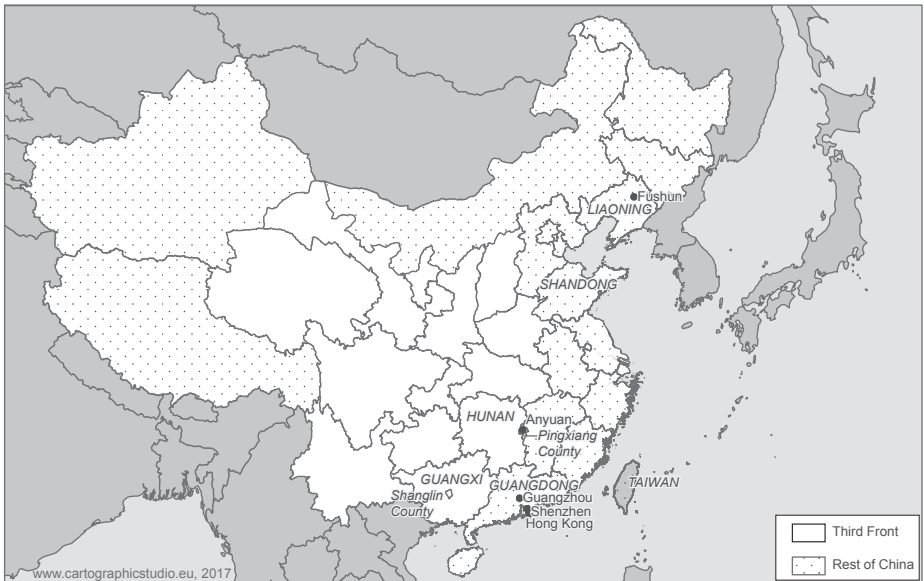 Fushun
LIAONING
SHANDONG
HUNAN
Anyuan
Pingxiang
County
GUANGXI
GUANGDONG
TAIWAN
Shanglin
County
Guangzhou
Shenzhen
Hong Kong
Third Front
Rest of China
www.cartographicstudio.eu, 2017